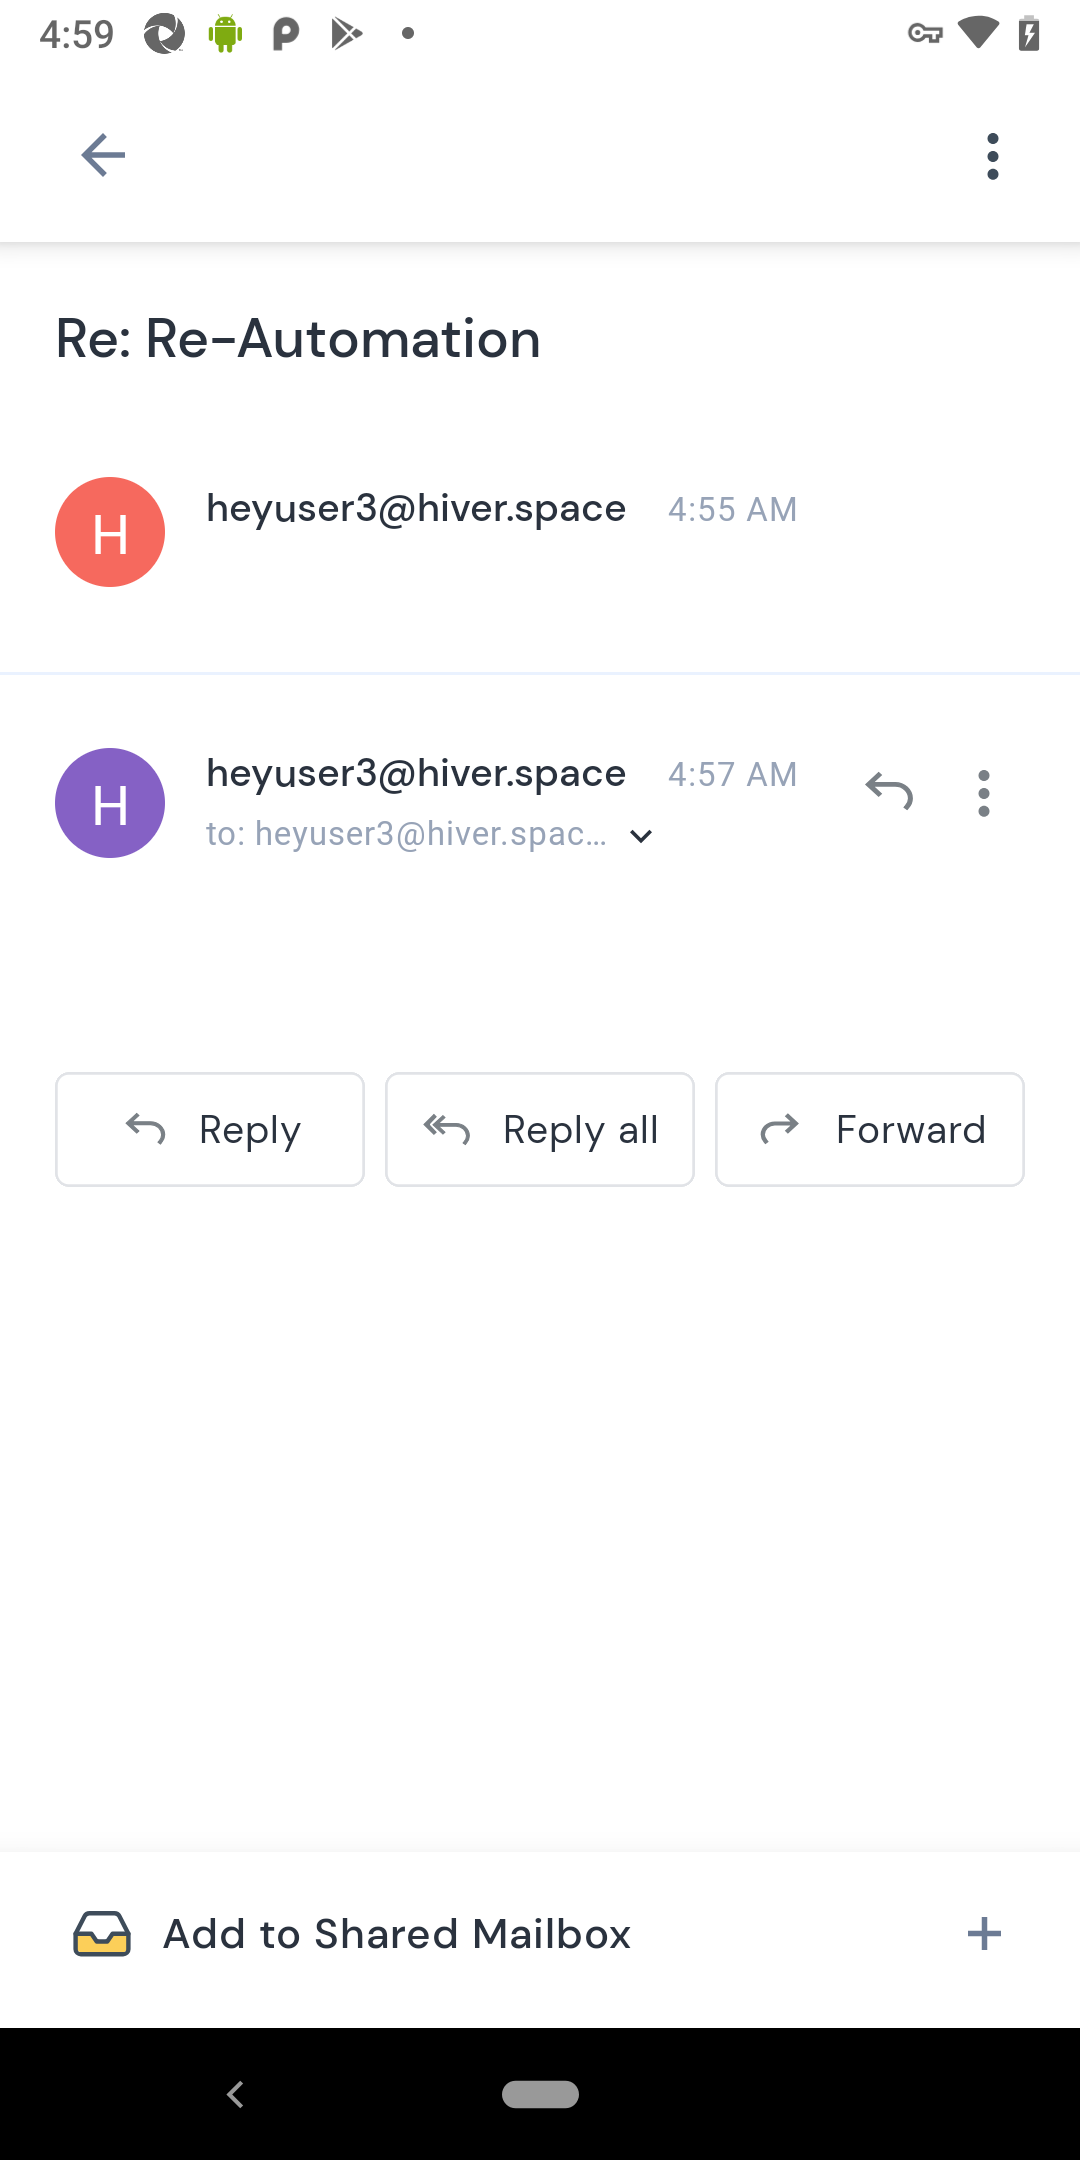 4:59
Re: Re-Automation
H
heyuser3@hiver.space 4:55 AM
H
heyuser3@hiver.space 4:57 AM
to: heyuser3@hiver.spac...
Reply
Reply all
Forward
Add to Shared Mailbox